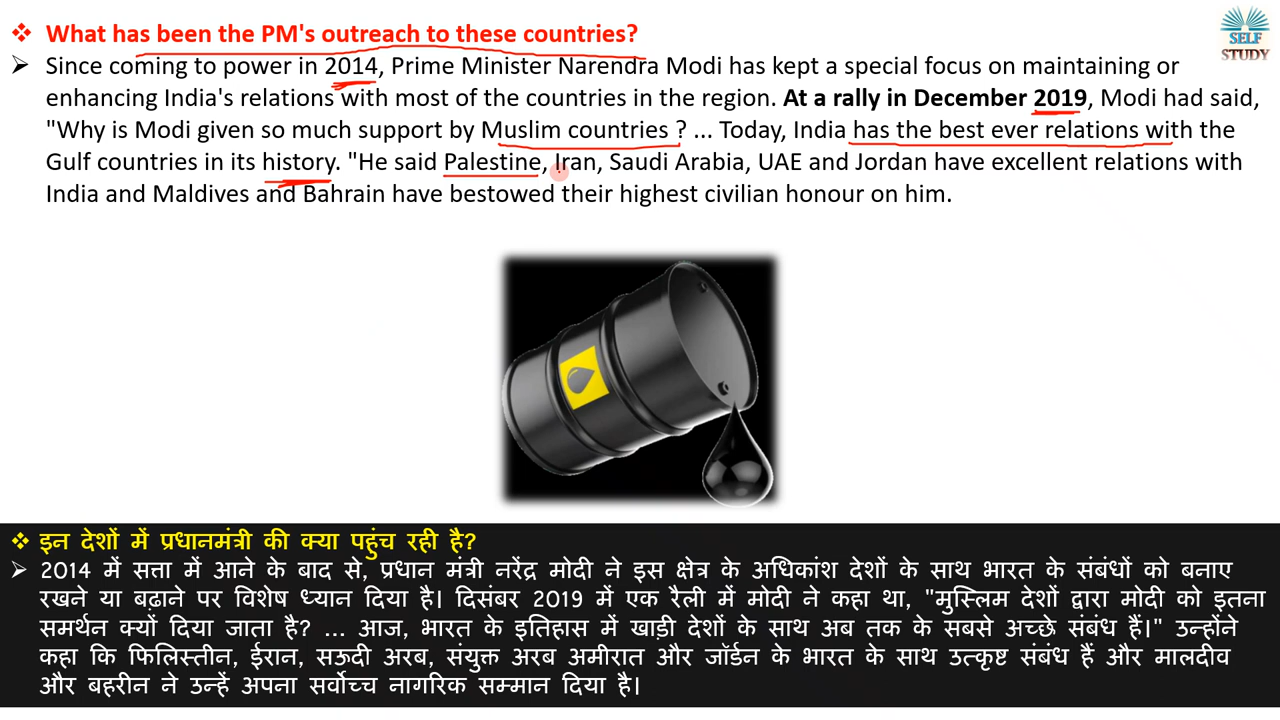 ❖ What has been the PM's outreach to these countries?
➢ Since coming to power in 2014, Prime Minister Narendra Modi has kept a special focus on maintaining or
enhancing India's relations with most of the countries in the region. At a rally in December 2019, Modi had said,
"Why is Modi given so much support by Muslim countries ? ... Today, India has the best ever relations with the
Gulf countries in its history. "He said Palestine, Iran, Saudi Arabia, UAE and Jordan have excellent relations with
India and Maldives and Bahrain have bestowed their highest civilian honour on him.
SELF
STUDY
❖ इन देशों में प्रधानमंत्री की क्या पहुंच रही है?
➢ 2014 में सत्ता में आने के बाद से, प्रधान मंत्री नरेंद्र मोदी ने इस क्षेत्र के अधिकांश देशों के साथ भारत के संबंधों को बनाए
रखने या बढ़ाने पर विशेष ध्यान दिया है। दिसंबर 2019 में एक रैली में मोदी ने कहा था, "मुस्लिम देशों द्वारा मोदी को इतना
समर्थन क्यों दिया जाता है? ... आज, भारत के इतिहास में खाड़ी देशों के साथ अब तक के सबसे अच्छे संबंध हैं।" उन्होंने
कहा कि फिलिस्तीन, ईरान, सऊदी अरब, संयुक्त अरब अमीरात और जॉर्डन के भारत के साथ उत्कृष्ट संबंध हैं और मालदीव
और बहरीन ने उन्हें अपना सर्वोच्च नागरिक सम्मान दिया है।